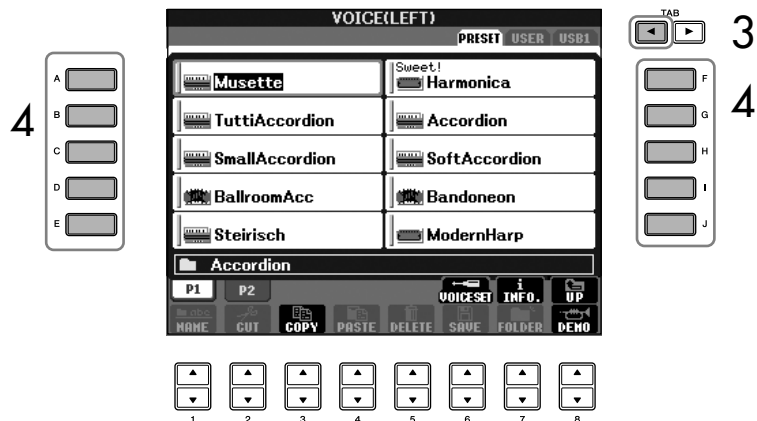 VOICE(LEFT)
TAB
PRESET USER USB1
3
4
A
B
C
D
E
Musette
Sweet!
Harmonica
TuttiAccordion
Accordion
SmallAccordion
SoftAccordion
BallroomAcc
Bandoneon
Steirisch
ModernHarp
Accordion
F
G
H
I
J
4
P1 P2
VOICESET INFO. UP
NAME CUT COPY PASTE DELETE SAVE FOLDER DEMO
1 2 3 4 5 6 7 8